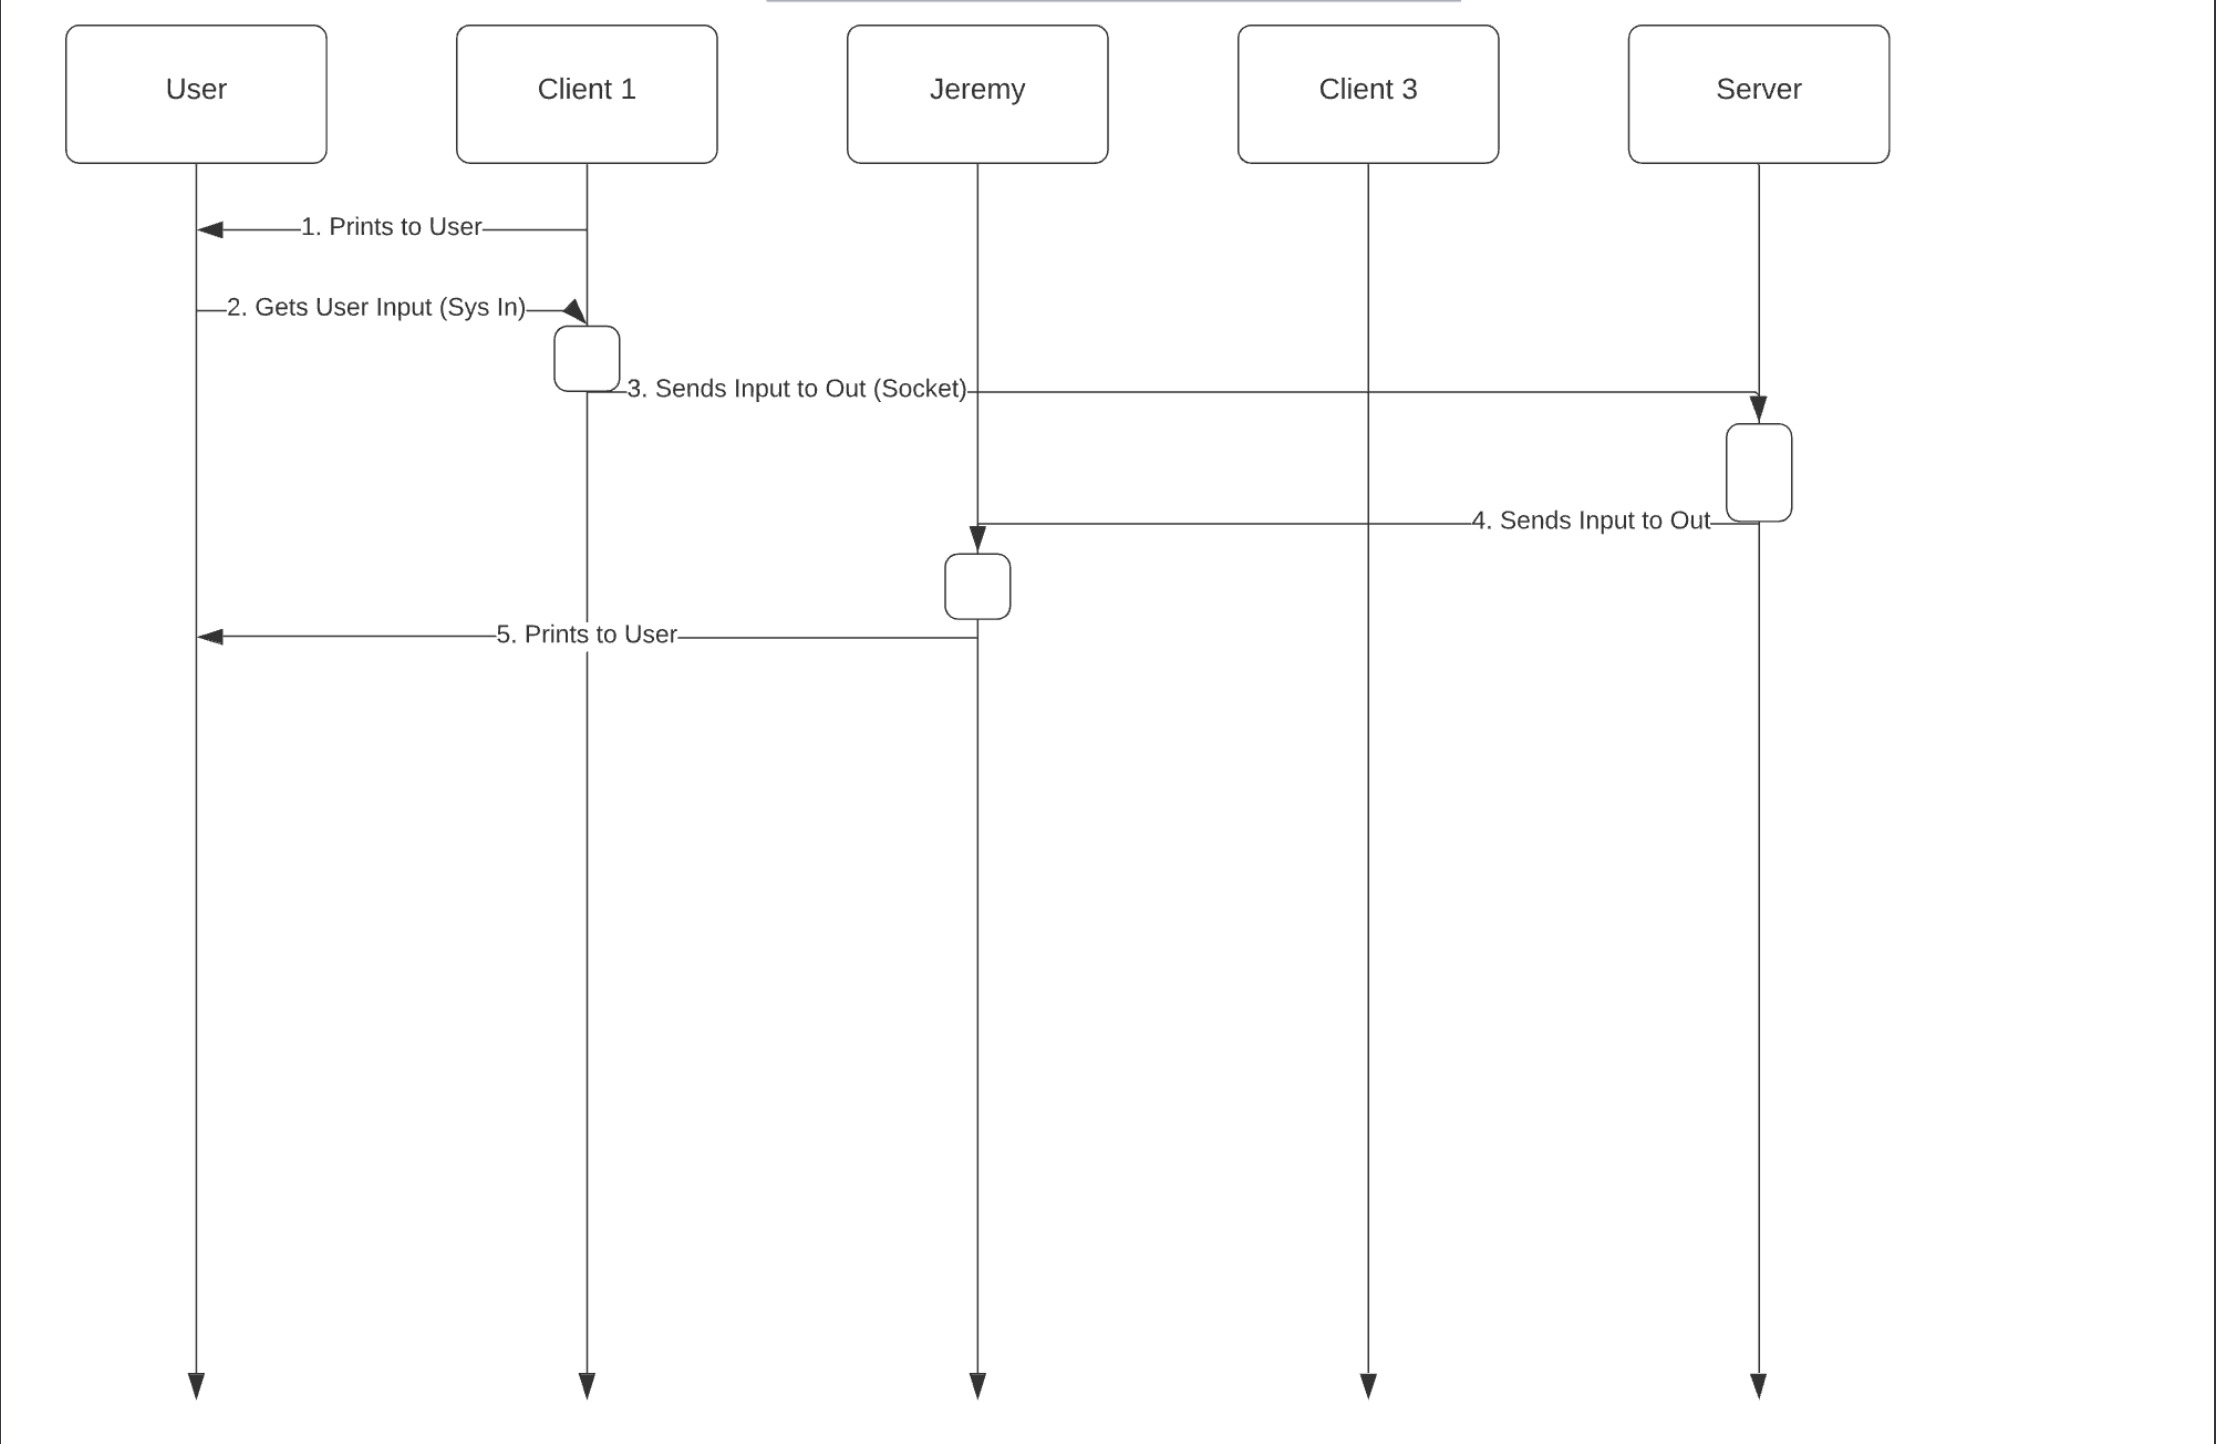 User
Client 1
Jeremy
Client 3
Server
1. Prints to User
2. Gets User Input (Sys In)
3. Sends Input to Out (Socket)
4. Sends Input to Out
5. Prints to User